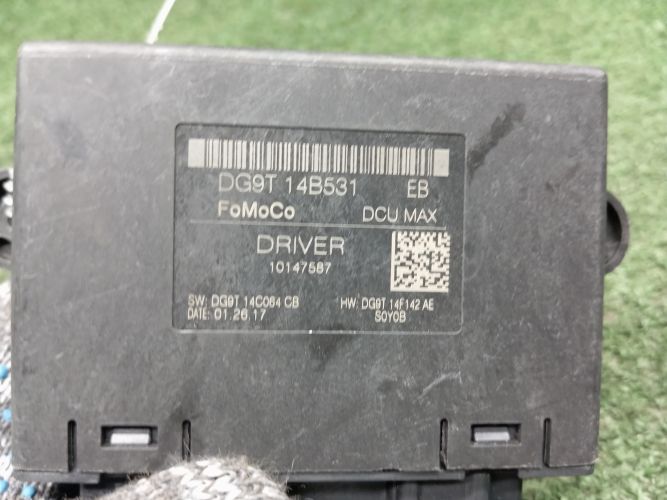 DG9T 14B531 EB
FoMoCo DCU MAX
DRIVER
10147587
SW: DG9T 14C064 CB HW: DG9T 14F142 AE
DATE: 01.26.17 SOYOB